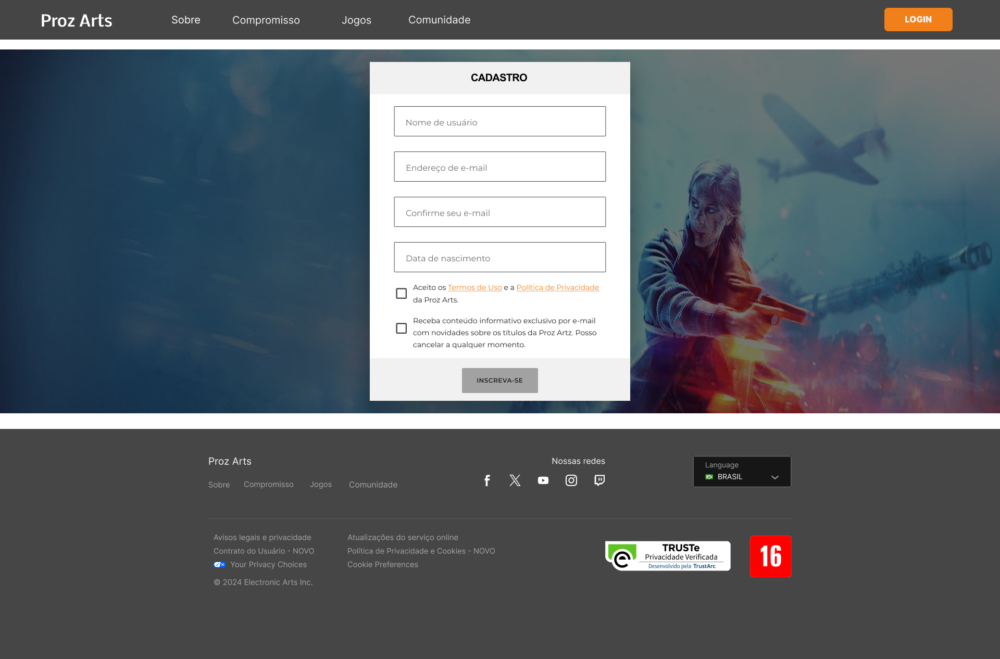 Proz Arts
Sobre
Compromisso
Jogos
Comunidade
LOGIN
CADASTRO
Nome de usuário
Endereço de e-mail
Confirme seu e-mail
Data de nascimento
Aceito os Termos de Uso e a Política de Privacidade
da Proz Arts.
Receba conteúdo informativo exclusivo por e-mail
com novidades sobre os títulos da Proz Artz. Posso
cancelar a qualquer momento.
INSCREVA-SE
Proz Arts
Sobre
Compromisso
Jogos
Comunidade
Nossas redes
Language
BRASIL
Avisos legais e privacidade
Contrato do Usuário - NOVO
Your Privacy Choices
© 2024 Electronic Arts Inc.
Atualizações do serviço online
Política de Privacidade e Cookies - NOVO
Cookie Preferences
TRUSTe
Privacidade Verificada
Desenvolvido pela TrustArc
16